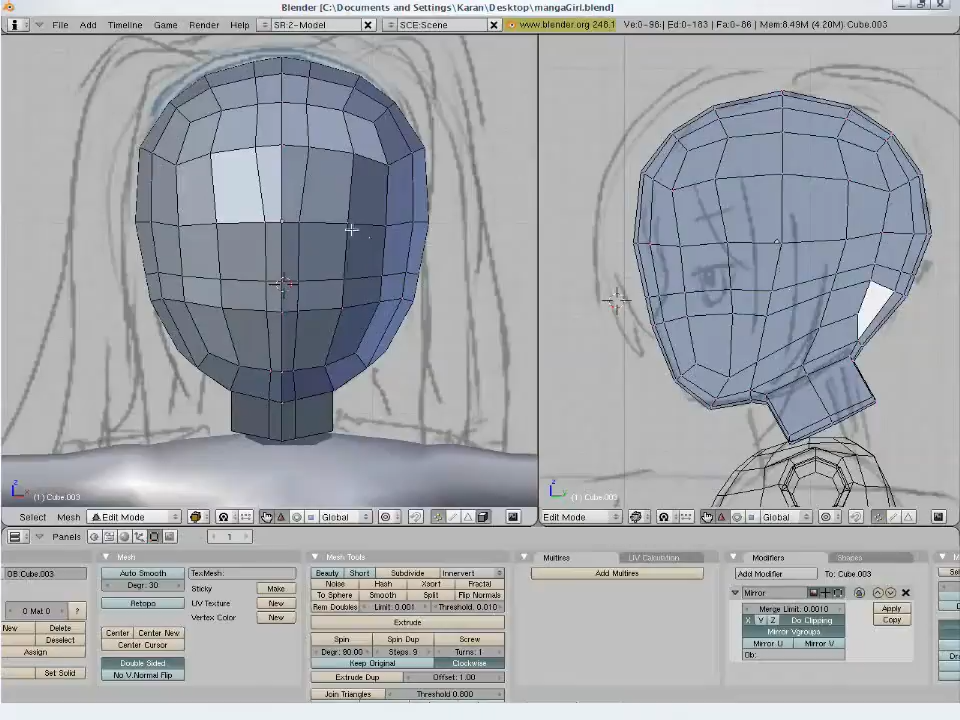 Blender [C:\Documents and Settings\Karan\Desktop\mangaGirl.blend]
File Add Timeline Game Render Help SR:2-Model SCE:Scene www.blender.org 248.1 Ve:0-96 Ed:0-183 Fa:0-86 Mem:8.49M (4.20M) Cube.003
(1) Cube.003 (1) Cube.003
Select Mesh Edit Mode Global Edit Mode Global
Panels 1
Mesh Mesh Tools Multires UV Calculation Modifiers Shapes
OB:Cube.003 Auto Smooth TexMesh: Beauty Short Subdivide Innervert Add Multires Add Modifier To: Cube.003
Degr: 30 Sticky Make Noise Hash Xsort Fractal
0 Mat 0 ? Retopo UV Texture New To Sphere Smooth Split Flip Normals Mirror
Vertex Color New Rem Doubles Limit: 0.001 Threshold: 0.010 Merge Limit: 0.0010 Apply
New Delete Extrude X Y Z Do Clipping Copy
Select Deselect Center Center New Mirror Vgroups
Assign Center Cursor Spin Spin Dup Screw Mirror U Mirror V
Degr: 90.00 Steps: 9 Turns: 1 Ob:
Set Solid Double Sided Keep Original Clockwise
No V.Normal Flip Extrude Dup Offset: 1.00
Join Triangles Threshold 0.800